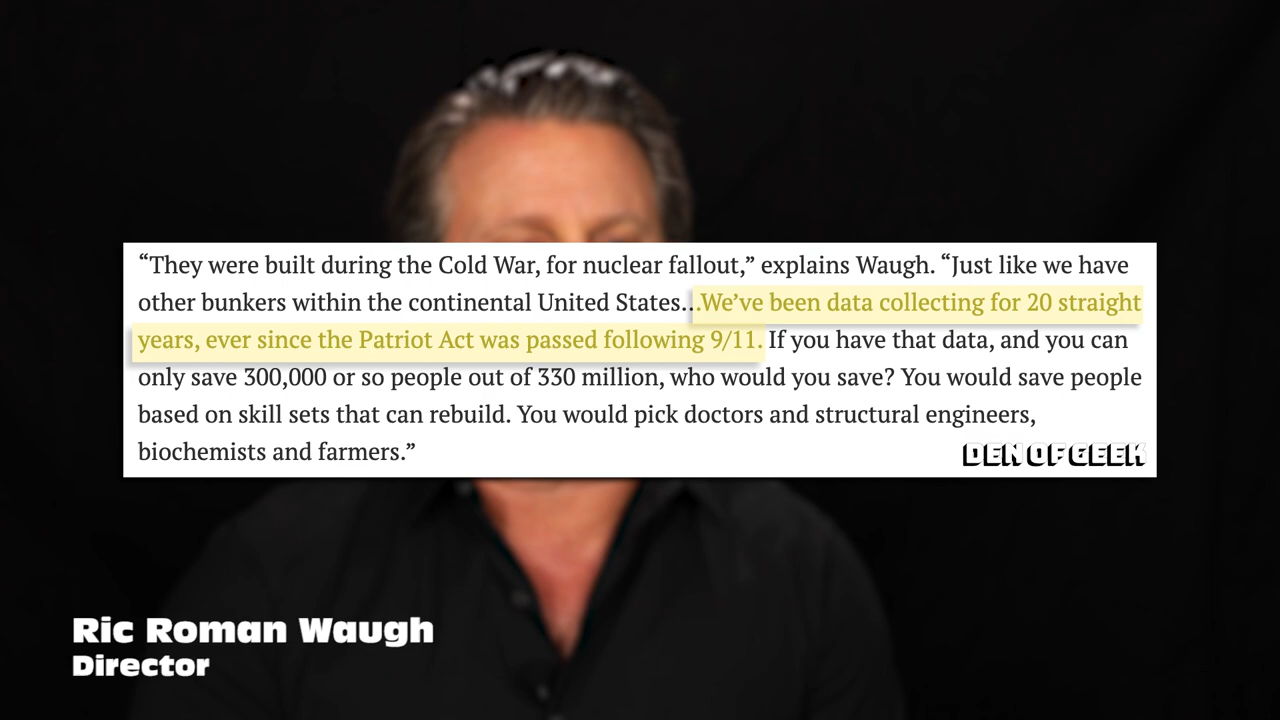 “They were built during the Cold War, for nuclear fallout,” explains Waugh. “Just like we have
other bunkers within the continental United States...We’ve been data collecting for 20 straight
years, ever since the Patriot Act was passed following 9/11. If you have that data, and you can
only save 300,000 or so people out of 330 million, who would you save? You would save people
based on skill sets that can rebuild. You would pick doctors and structural engineers,
biochemists and farmers.”
DEN OF GEEK
Ric Roman Waugh
Director